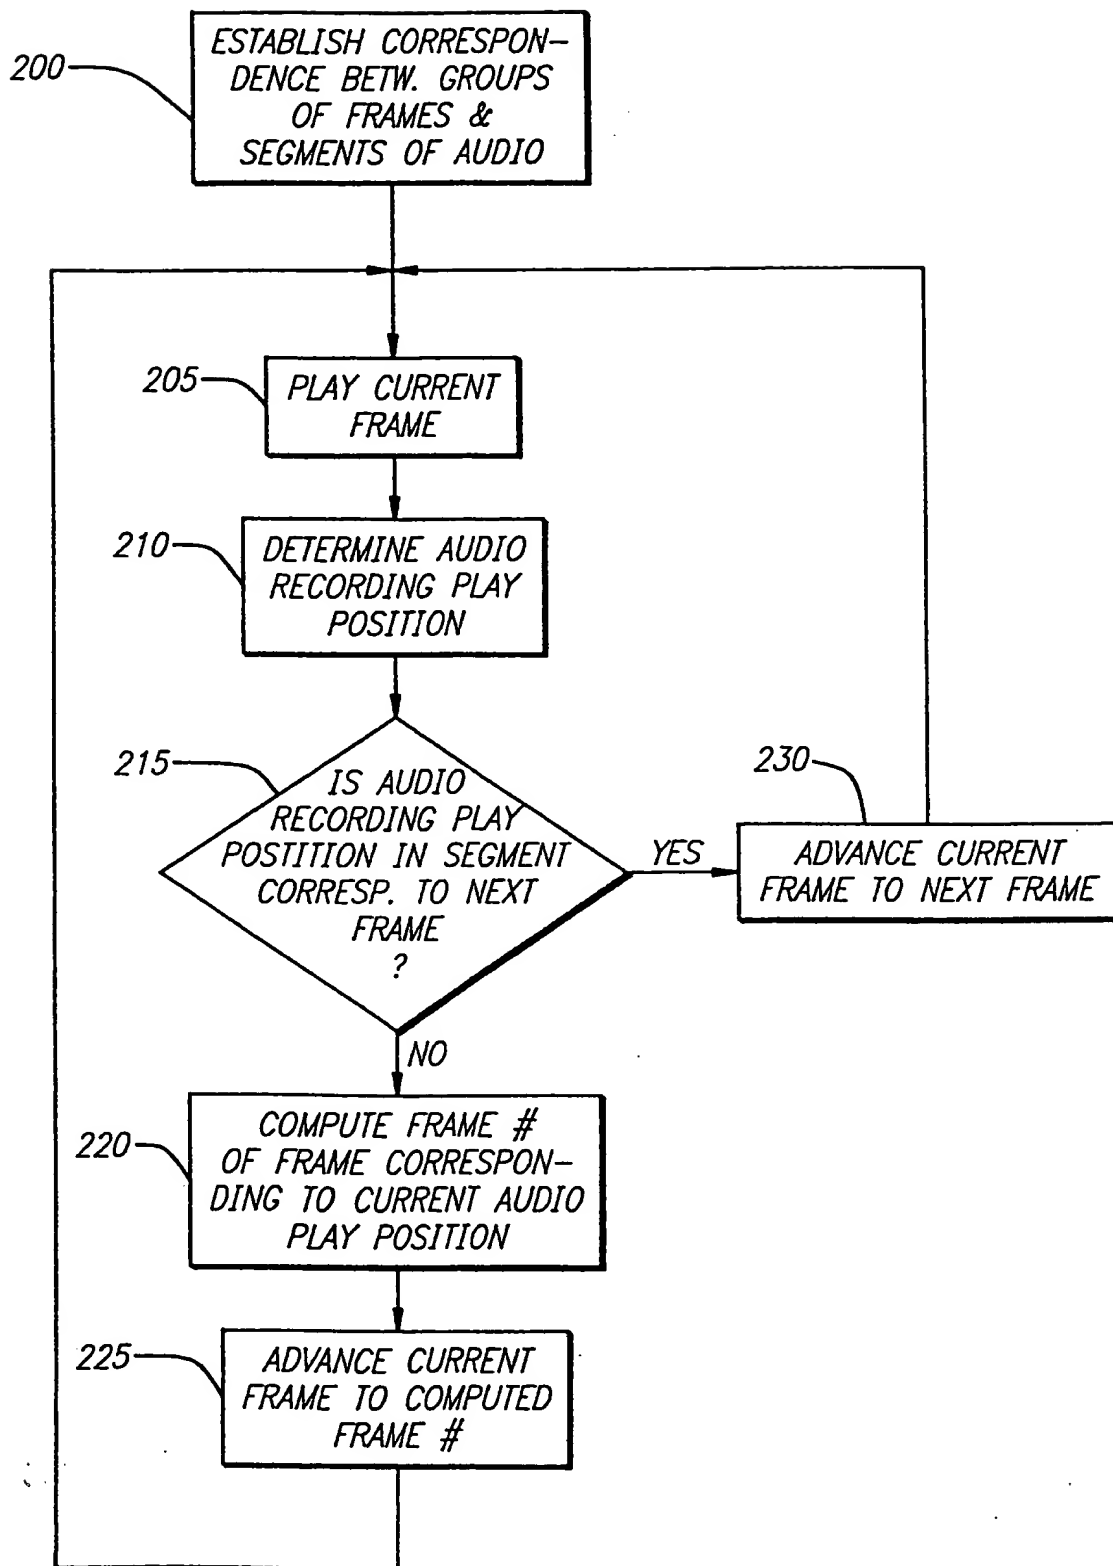 200
ESTABLISH CORRESPON-
DENCE BETW. GROUPS
OF FRAMES &
SEGMENTS OF AUDIO
205
PLAY CURRENT
FRAME
210
DETERMINE AUDIO
RECORDING PLAY
POSITION
215
IS AUDIO
RECORDING PLAY
POSTITION IN SEGMENT
CORRESP. TO NEXT
FRAME
?
YES
230
ADVANCE CURRENT
FRAME TO NEXT FRAME
NO
220
COMPUTE FRAME #
OF FRAME CORRESPON-
DING TO CURRENT AUDIO
PLAY POSITION
225
ADVANCE CURRENT
FRAME TO COMPUTED
FRAME #